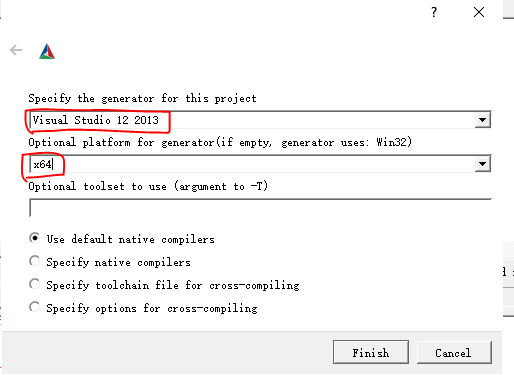 ?
Specify the generator for this project
Visual Studio 12 2013
Optional platform for generator(if empty, generator uses: Win32)
x64
Optional toolset to use (argument to -T)
Use default native compilers
Specify native compilers
Specify toolchain file for cross-compiling
Specify options for cross-compiling
Finish
Cancel